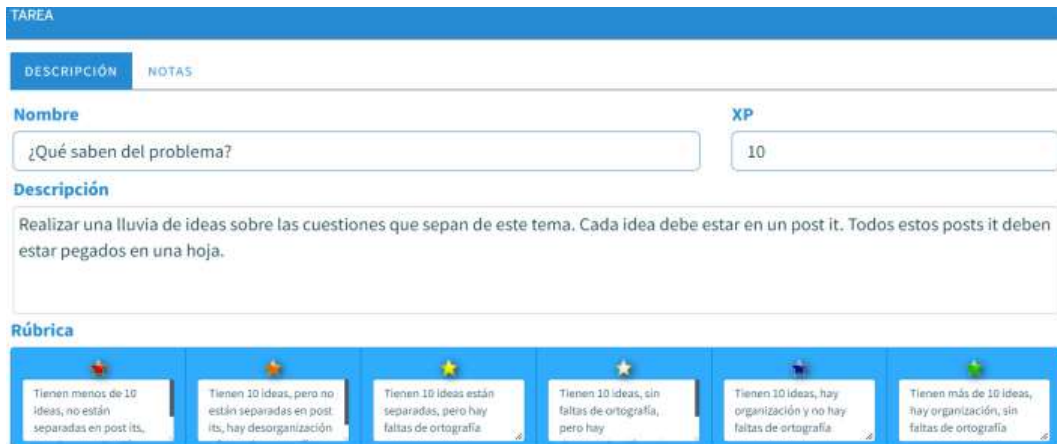 TAREA
DESCRIPCIÓN NOTAS
Nombre XP
¿Qué saben del problema? 10
Descripción
Realizar una lluvia de ideas sobre las cuestiones que sepan de este tema. Cada idea debe estar en un post it. Todos estos posts it deben
estar pegados en una hoja.
Rúbrica
Tienen menos de 10
ideas, no están
separadas en post its,
Tienen 10 ideas, pero no
están separadas en post
its, hay desorganización
Tienen 10 ideas están
separadas, pero hay
faltas de ortografía
Tienen 10 ideas, sin
faltas de ortografía,
pero hay
Tienen 10 ideas, hay
organización y no hay
faltas de ortografía
Tienen más de 10 ideas,
hay organización, sin
faltas de ortografía